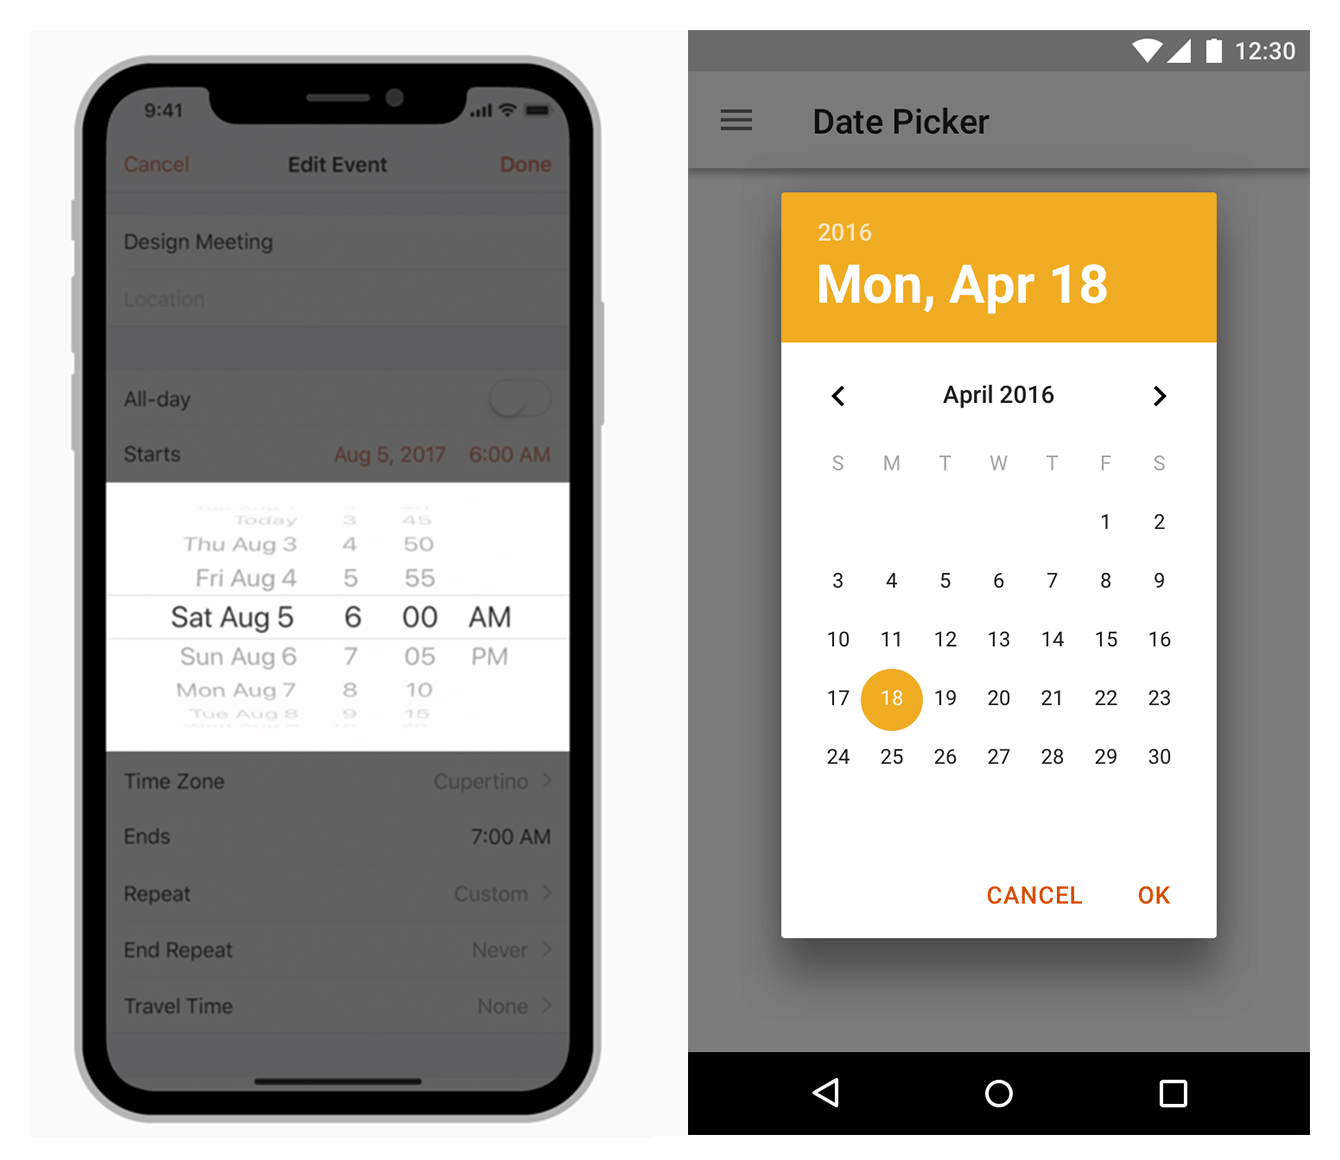 9:41
Cancel Edit Event Done
Design Meeting
Location
All-day
Starts Aug 5, 2017 6:00 AM
Today 3 45
Thu Aug 3 4 50
Fri Aug 4 5 55
Sat Aug 5 6 00 AM
Sun Aug 6 7 05 PM
Mon Aug 7 8 10
Tue Aug 8 9 15
Time Zone Cupertino
Ends 7:00 AM
Repeat Custom
End Repeat Never
Travel Time None
12:30
Date Picker
2016
Mon, Apr 18
April 2016
S M T W T F S
1 2
3 4 5 6 7 8 9
10 11 12 13 14 15 16
17 18 19 20 21 22 23
24 25 26 27 28 29 30
CANCEL OK